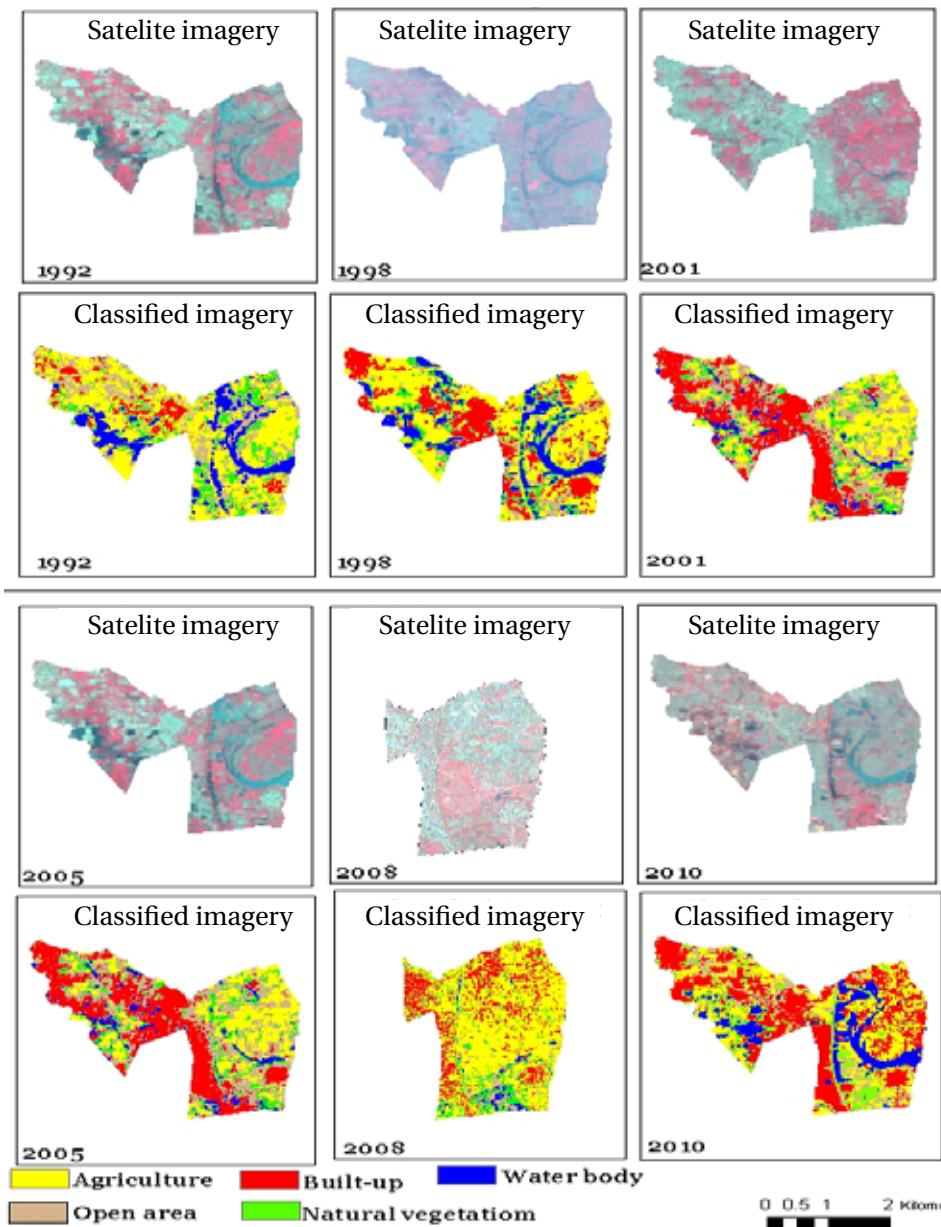 Satelite imagery Satelite imagery Satelite imagery
1992 1998 2001
Classified imagery Classified imagery Classified imagery
1992 1998 2001
Satelite imagery Satelite imagery Satelite imagery
2005 2008 2010
Classified imagery Classified imagery Classified imagery
2005 2008 2010
Agriculture Built-up Water body
Open area Natural vegetatiom
0 0.5 1 2 Kilom